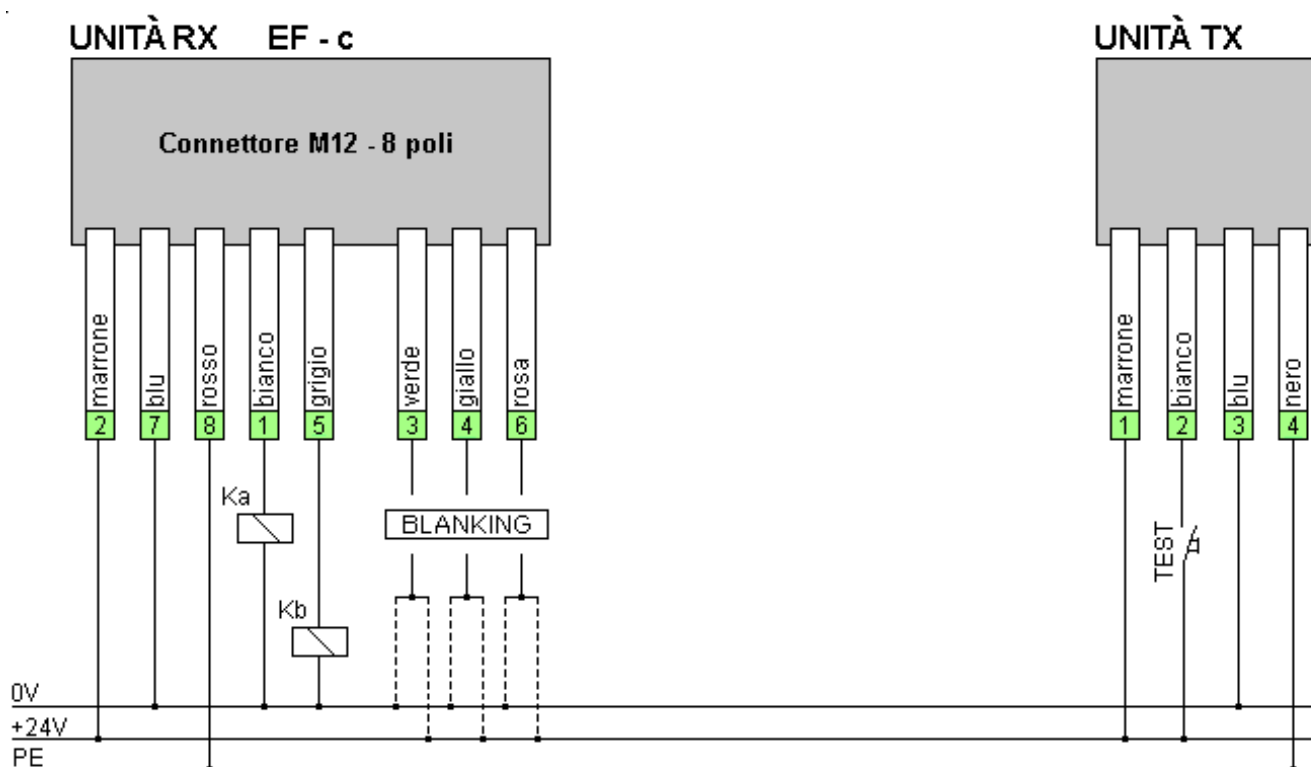 UNITÀ RX EF - c
UNITÀ TX
Connettore M12 - 8 poli
marrone
blu
rosso
bianco
grigio
verde
giallo
rosa
marrone
bianco
blu
nero
2 7 8 1 5 3 4 6
1 2 3 4
Ka
BLANKING
TEST
Kb
0V
+24V
PE